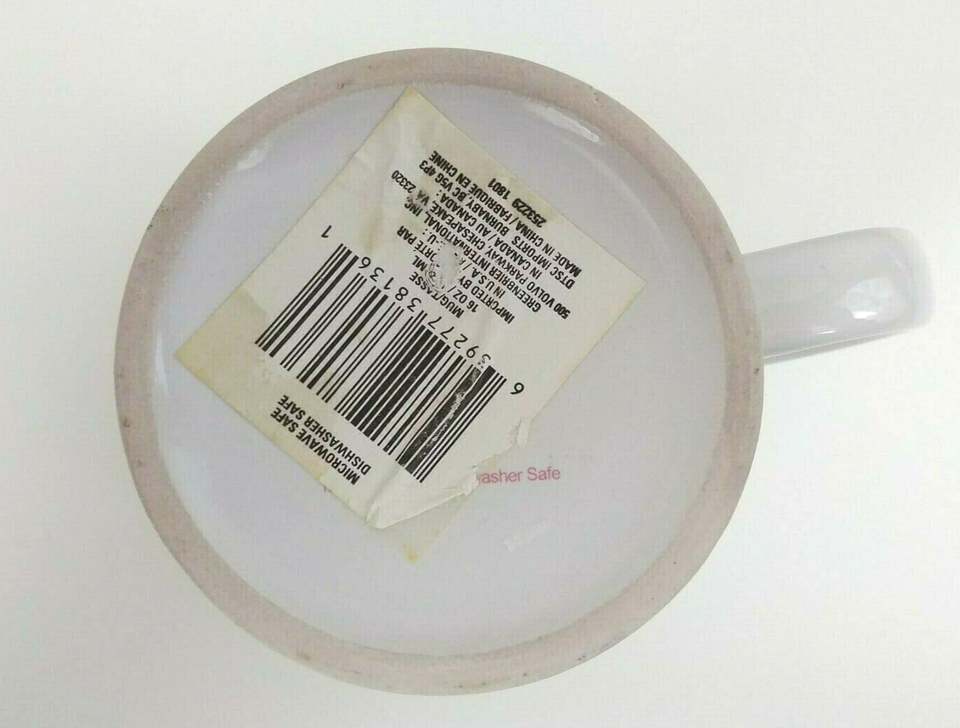 MICROWAVE SAFE
DISHWASHER SAFE
6 39277 38136 1
MUG/TASSE
16 OZ / ML
IMPORTED BY / PAR
IN U.S.A. /
GREENBRIER INTERNATIONAL, INC.
500 VOLVO PARKWAY, CHESAPEAKE, VA 23320
IN CANADA / AU CANADA :
DTSC IMPORTS BURNABY, BC V5G 4P3
MADE IN CHINA / FABRIQUE EN CHINE
253229 1801
washer Safe